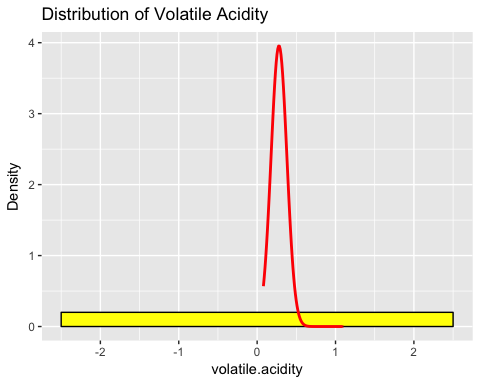 Distribution of Volatile Acidity
4
3
2
1
0
Density
-2 -1 0 1 2
volatile.acidity